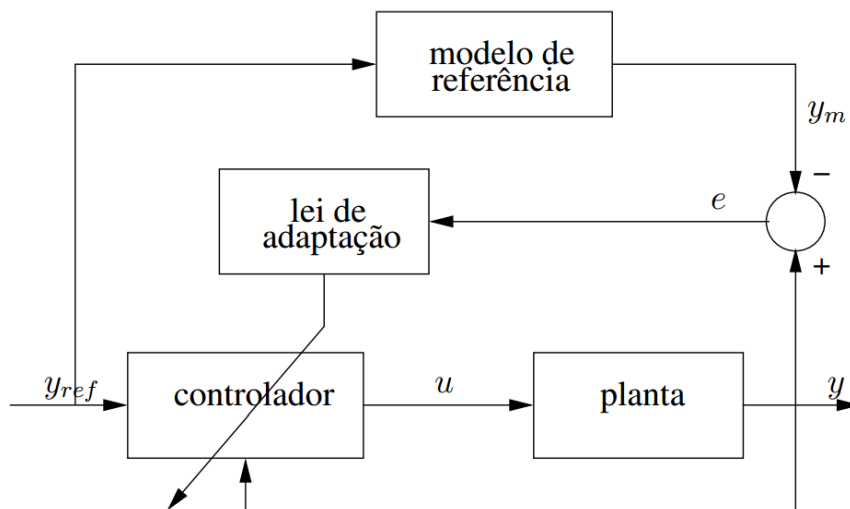 modelo de
referência
y_m
−
lei de
adaptação
e
+
y_ref
controlador
u
planta
y